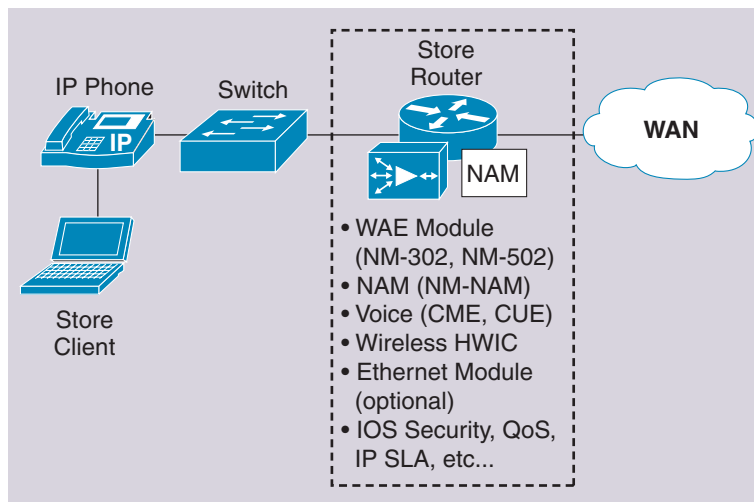 Store
Router
IP Phone
Switch
IP
WAN
NAM
Store
Client
• WAE Module
(NM-302, NM-502)
• NAM (NM-NAM)
• Voice (CME, CUE)
• Wireless HWIC
• Ethernet Module
(optional)
• IOS Security, QoS,
IP SLA, etc...